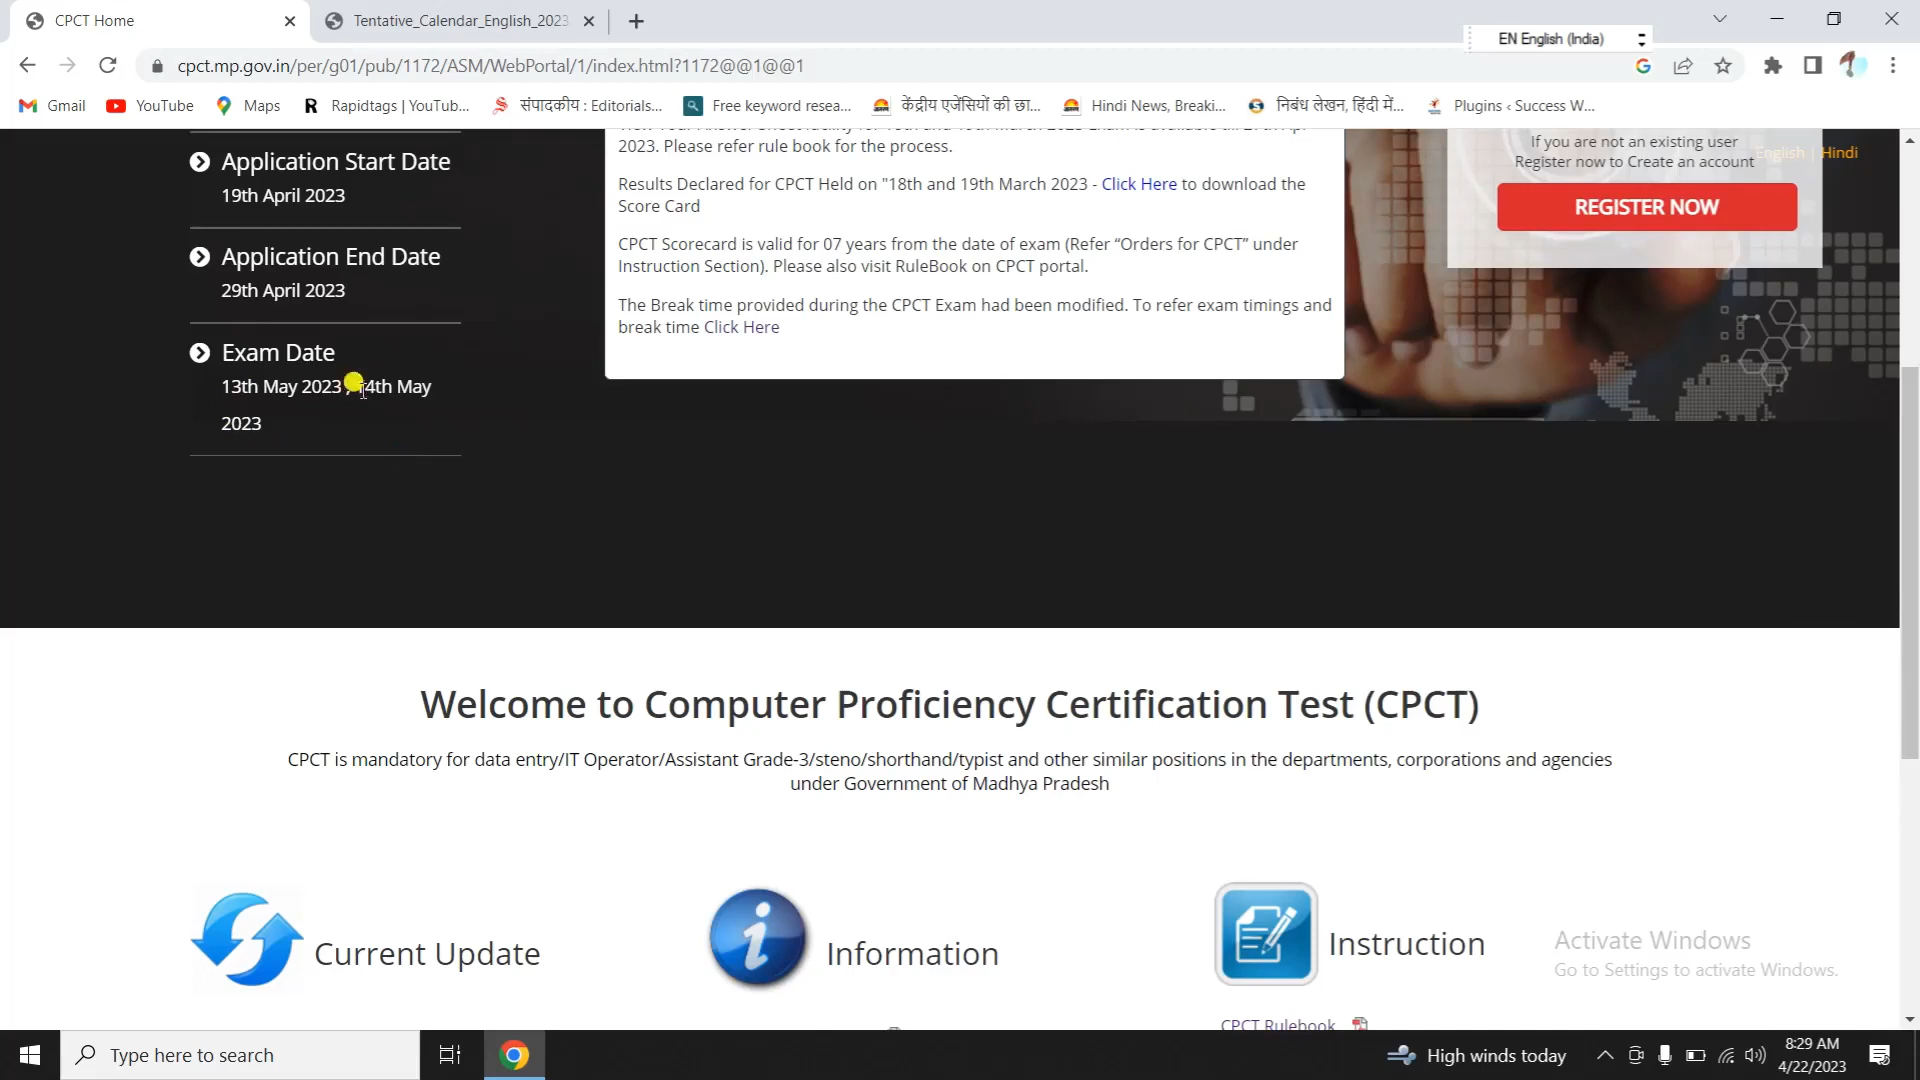 CPCT Home
Tentative_Calendar_English_2023
EN English (India)
cpct.mp.gov.in/per/g01/pub/1172/ASM/WebPortal/1/index.html?1172@@1@@1
Gmail
YouTube
Maps
Rapidtags | YouTub...
संपादकीय : Editorials...
Free keyword resea...
केंद्रीय एजेंसियों की छा...
Hindi News, Breaki...
निबंध लेखन, हिंदी में...
Plugins ‹ Success W...
Application Start Date
19th April 2023
Application End Date
29th April 2023
Exam Date
13th May 2023 , 14th May
2023
2023. Please refer rule book for the process.
Results Declared for CPCT Held on "18th and 19th March 2023 - Click Here to download the
Score Card
CPCT Scorecard is valid for 07 years from the date of exam (Refer “Orders for CPCT” under
Instruction Section). Please also visit RuleBook on CPCT portal.
The Break time provided during the CPCT Exam had been modified. To refer exam timings and
break time Click Here
If you are not an existing user
Register now to Create an account
English | Hindi
REGISTER NOW
Welcome to Computer Proficiency Certification Test (CPCT)
CPCT is mandatory for data entry/IT Operator/Assistant Grade-3/steno/shorthand/typist and other similar positions in the departments, corporations and agencies
under Government of Madhya Pradesh
Current Update
Information
Instruction
CPCT Rulebook
Activate Windows
Go to Settings to activate Windows.
Type here to search
High winds today
8:29 AM
4/22/2023